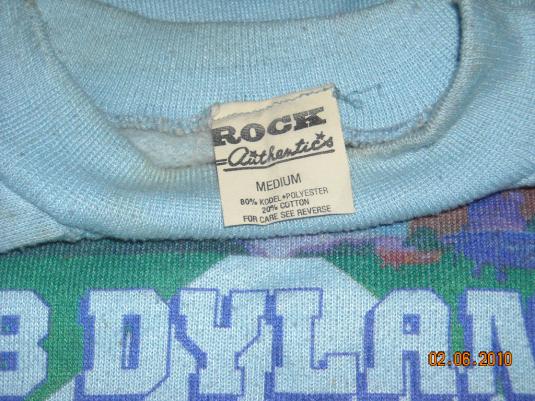 ROCK
Authentics
MEDIUM
80% KODEL*POLYESTER
20% COTTON
FOR CARE SEE REVERSE
B DYLAN
02.06.2010